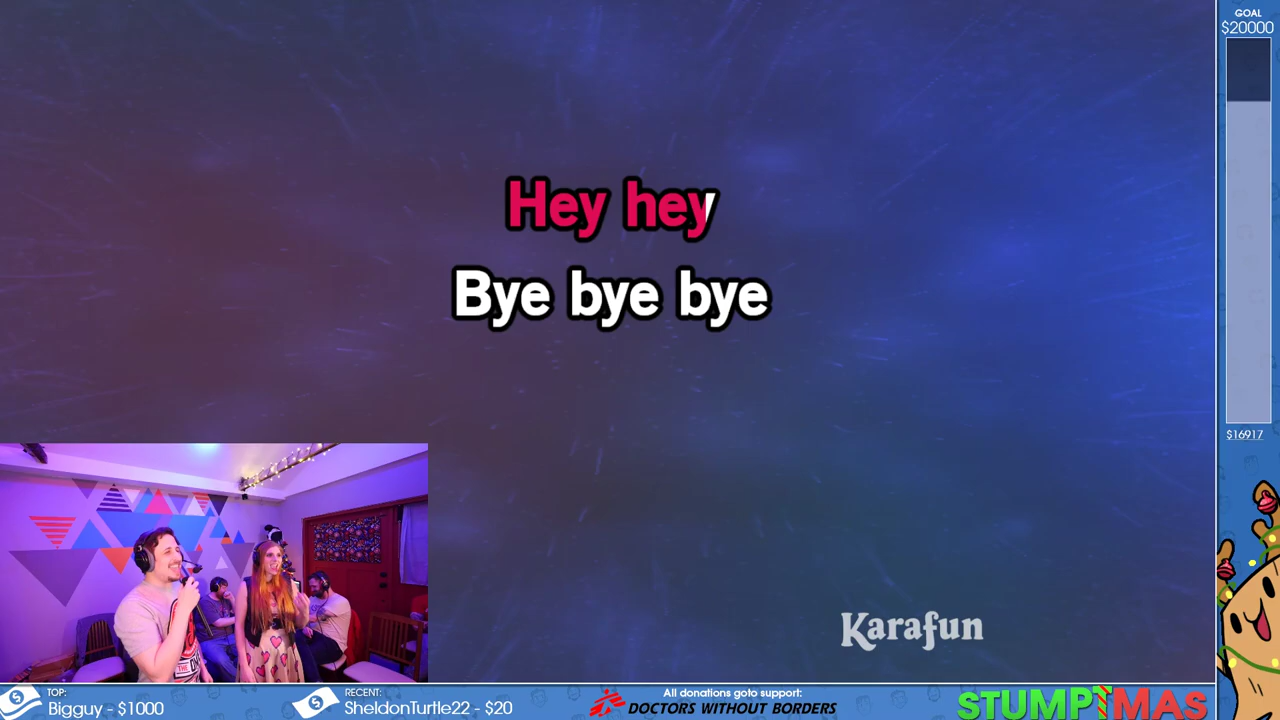 GOAL
$20000
Hey hey
Bye bye bye
$16917
Karafun
TOP:
Bigguy - $1000
RECENT:
SheldonTurtle22 - $20
All donations goto support:
DOCTORS WITHOUT BORDERS
STUMPTMAS